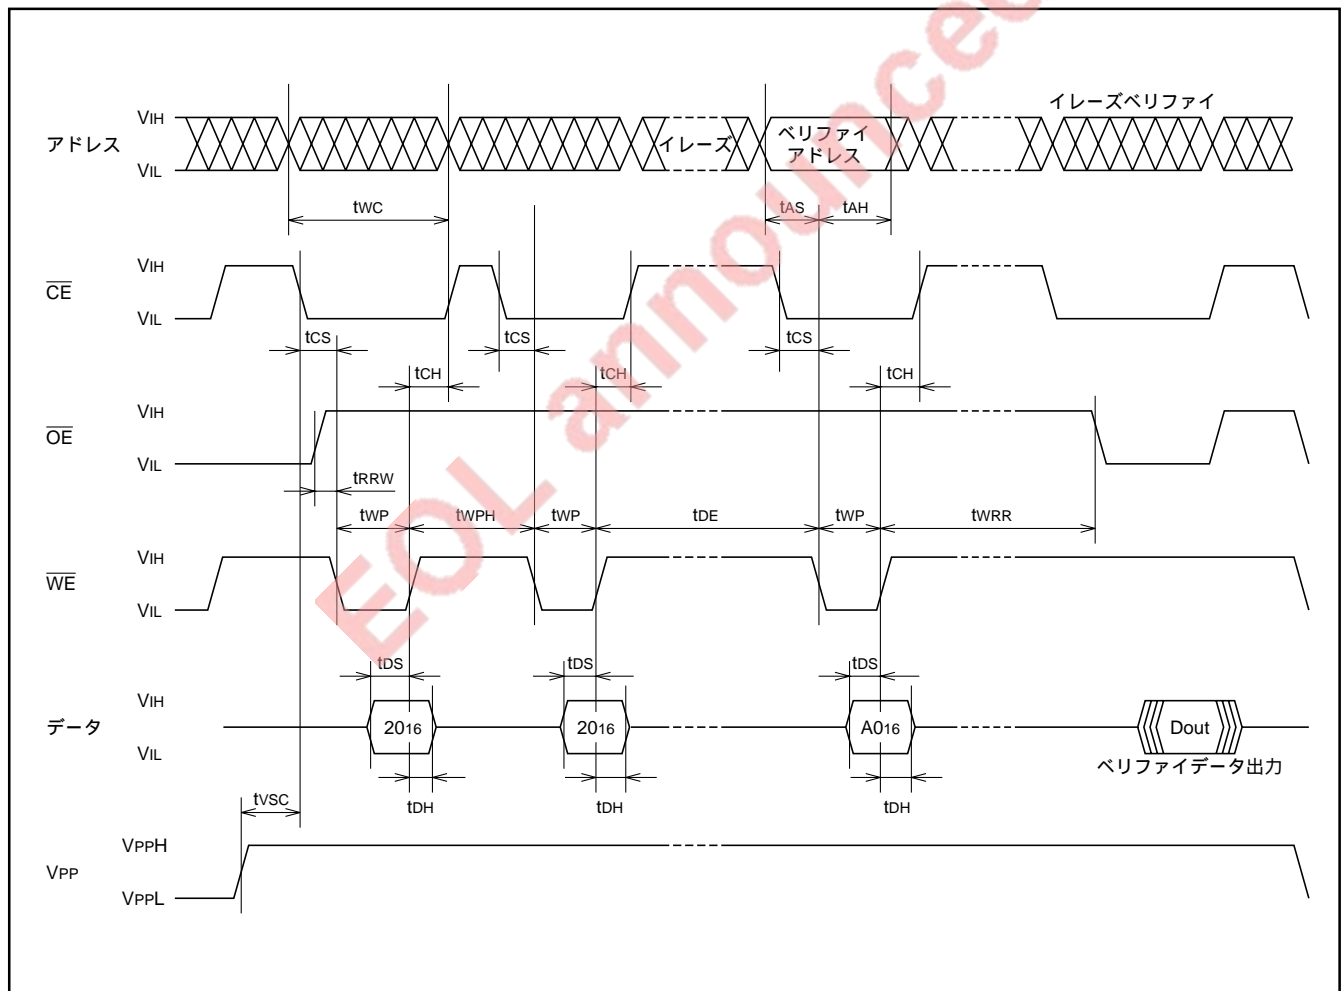 EOL announced
イレーズベリファイ
アドレス
VIH
VIL
イレーズ
ベリファイ
アドレス
tWC
tAS
tAH
CE
VIH
VIL
tCS
tCS
tCS
tCH
tCH
tCH
OE
VIH
VIL
tRRW
tWP
tWPH
tWP
tDE
tWP
tWRR
WE
VIH
VIL
tDS
tDS
tDS
データ
VIH
VIL
2016
2016
A016
Dout
ベリファイデータ出力
tDH
tDH
tDH
tVSC
VPP
VPPH
VPPL